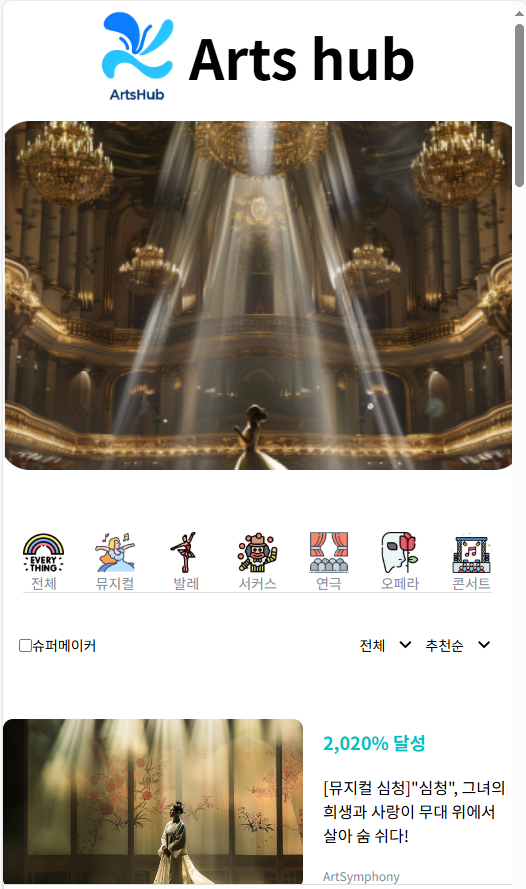 ArtsHub
Arts hub
EVERY
THING
전체
뮤지컬
발레
서커스
연극
오페라
콘서트
슈퍼메이커
전체
추천순
2,020% 달성
[뮤지컬 심청]"심청", 그녀의
희생과 사랑이 무대 위에서
살아 숨 쉬다!
ArtSymphony